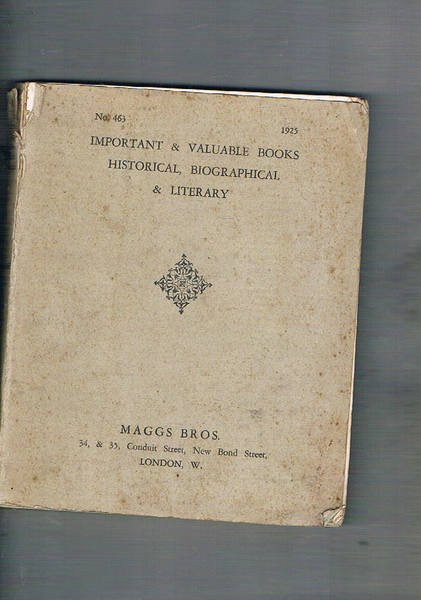 No. 463
1925
IMPORTANT & VALUABLE BOOKS
HISTORICAL, BIOGRAPHICAL
& LITERARY
MAGGS BROS.
34, & 35, Conduit Street, New Bond Street,
LONDON, W.